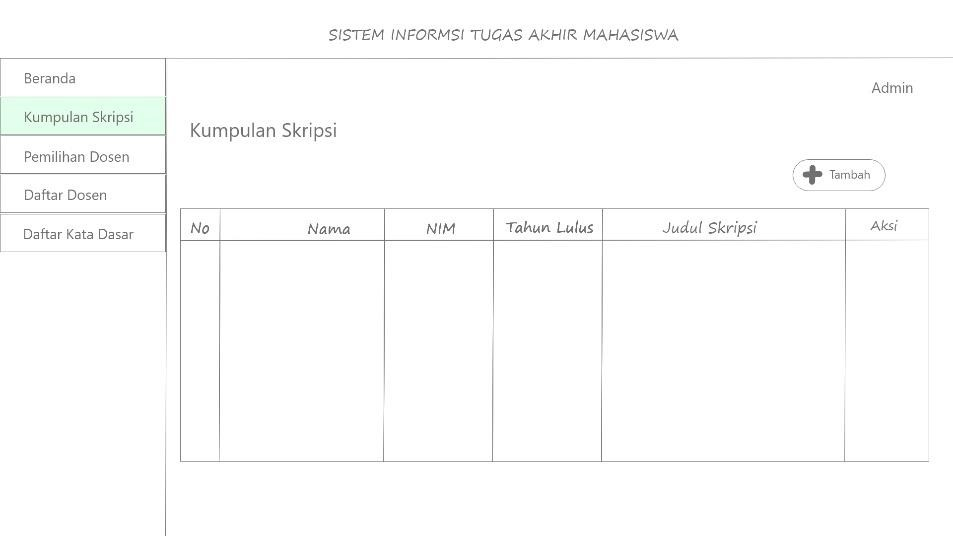 SISTEM INFORMSI TUGAS AKHIR MAHASISWA
Beranda
Kumpulan Skripsi
Pemilihan Dosen
Daftar Dosen
Daftar Kata Dasar
Admin
Kumpulan Skripsi
Tambah
No Nama NIM Tahun Lulus Judul Skripsi Aksi